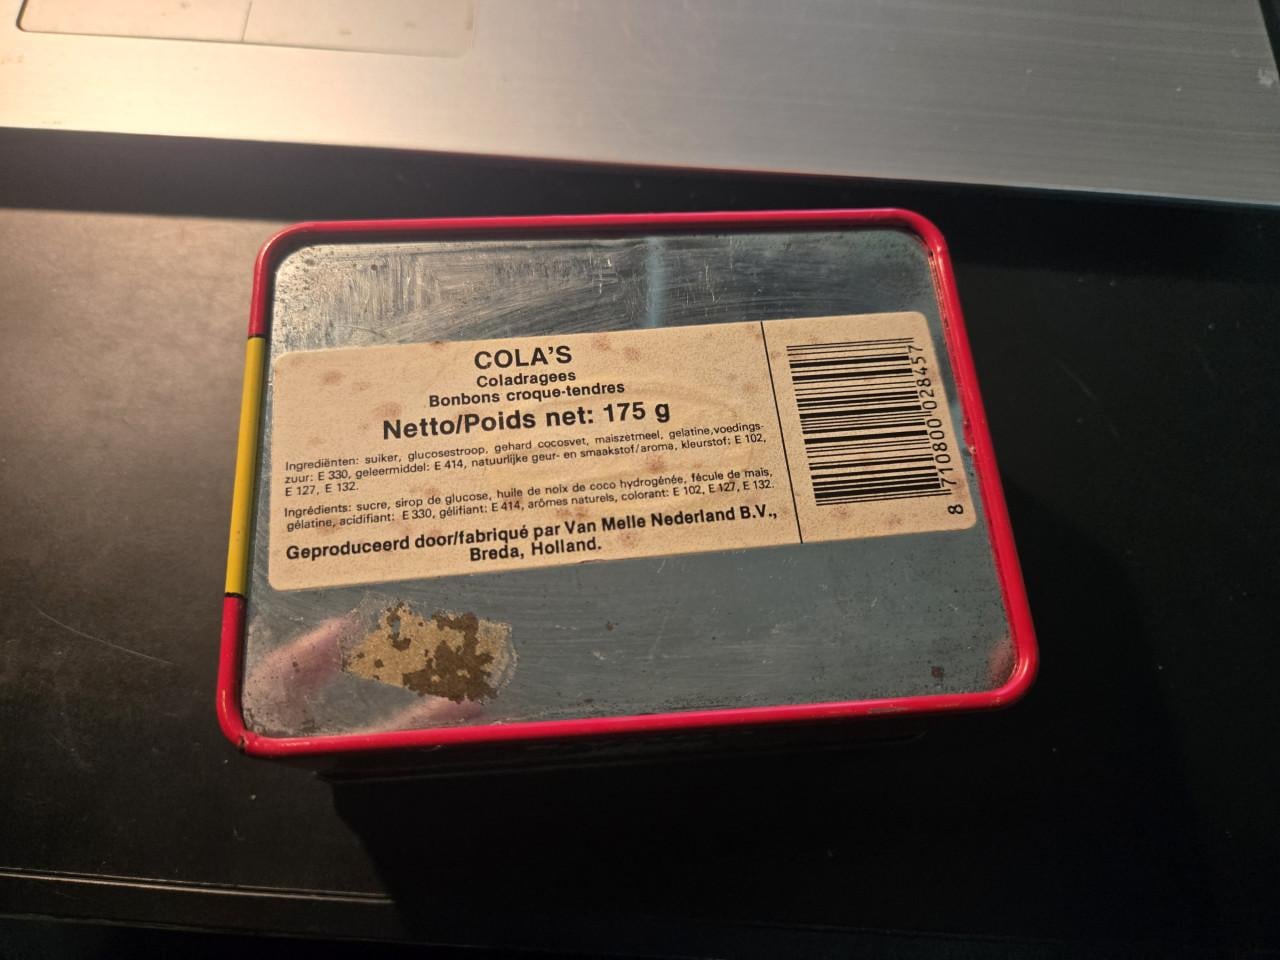 COLA'S
Coladragees
Bonbons croque-tendres
Netto/Poids net: 175 g
Ingrediënten: suiker, glucosestroop, gehard cocosvet, maiszetmeel, gelatine,voedings-
zuur: E 330, geleermiddel: E 414, natuurlijke geur- en smaakstof/aroma, kleurstof: E 102,
E 127, E 132.
Ingrédients: sucre, sirop de glucose, huile de noix de coco hydrogénée, fécule de mais,
gélatine, acidifiant: E 330, gélifiant: E 414, arômes naturels, colorant: E 102, E 127, E 132.
Geproduceerd door/fabriqué par Van Melle Nederland B.V.,
Breda, Holland.
8 710800 028457